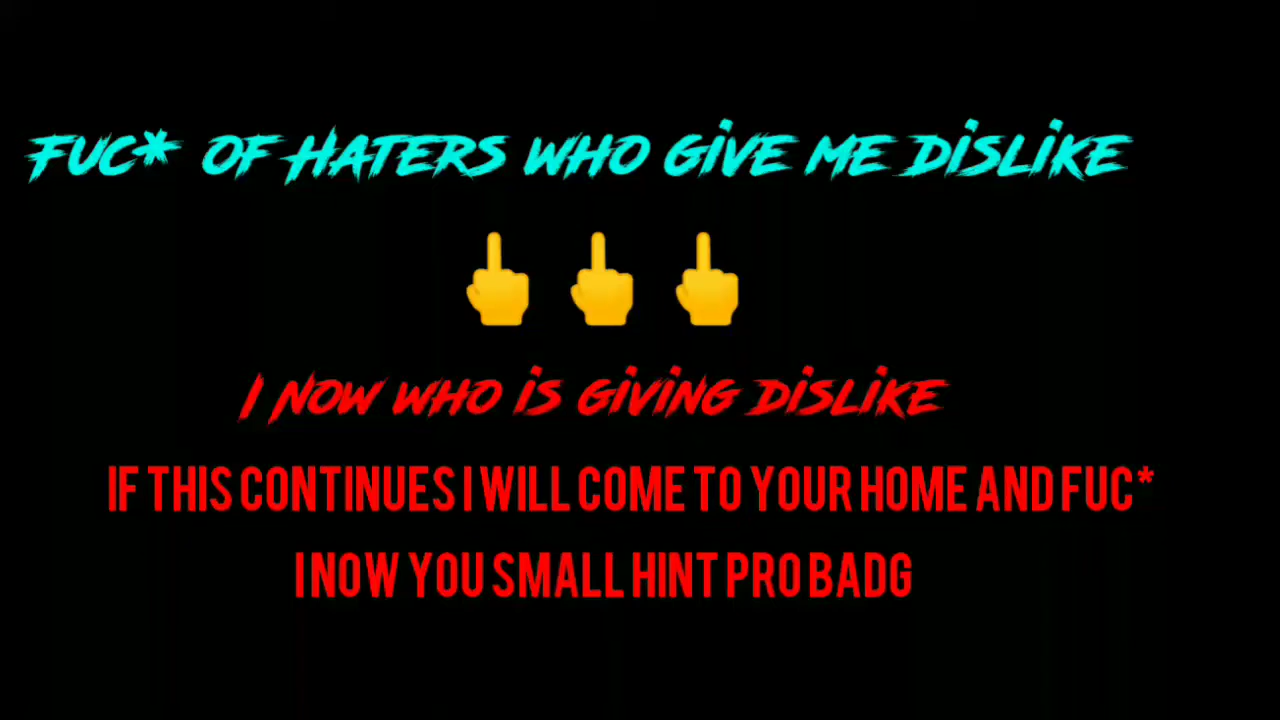 FUC* OF HATERS WHO GIVE ME DISLIKE
🖕🖕🖕
I NOW WHO IS GIVING DISLIKE
IF THIS CONTINUES I WILL COME TO YOUR HOME AND FUC*
I NOW YOU SMALL HINT PRO BADG